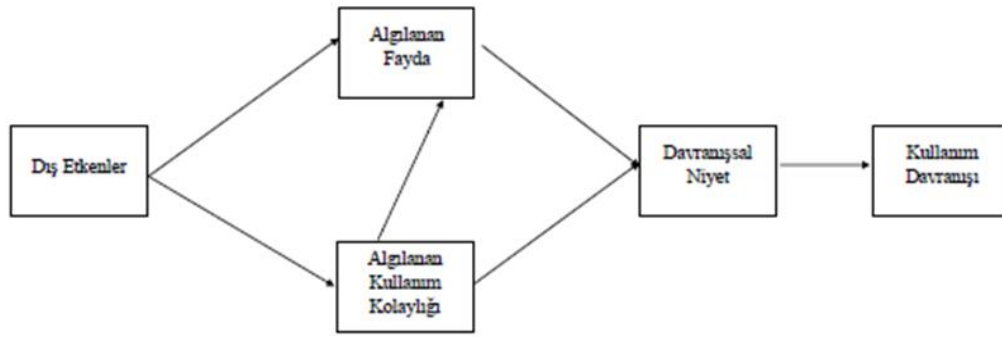 Algılanan
Fayda
Dış Etkenler
Davranışsal
Niyet
Kullanım
Davranışı
Algılanan
Kullanım
Kolaylığı